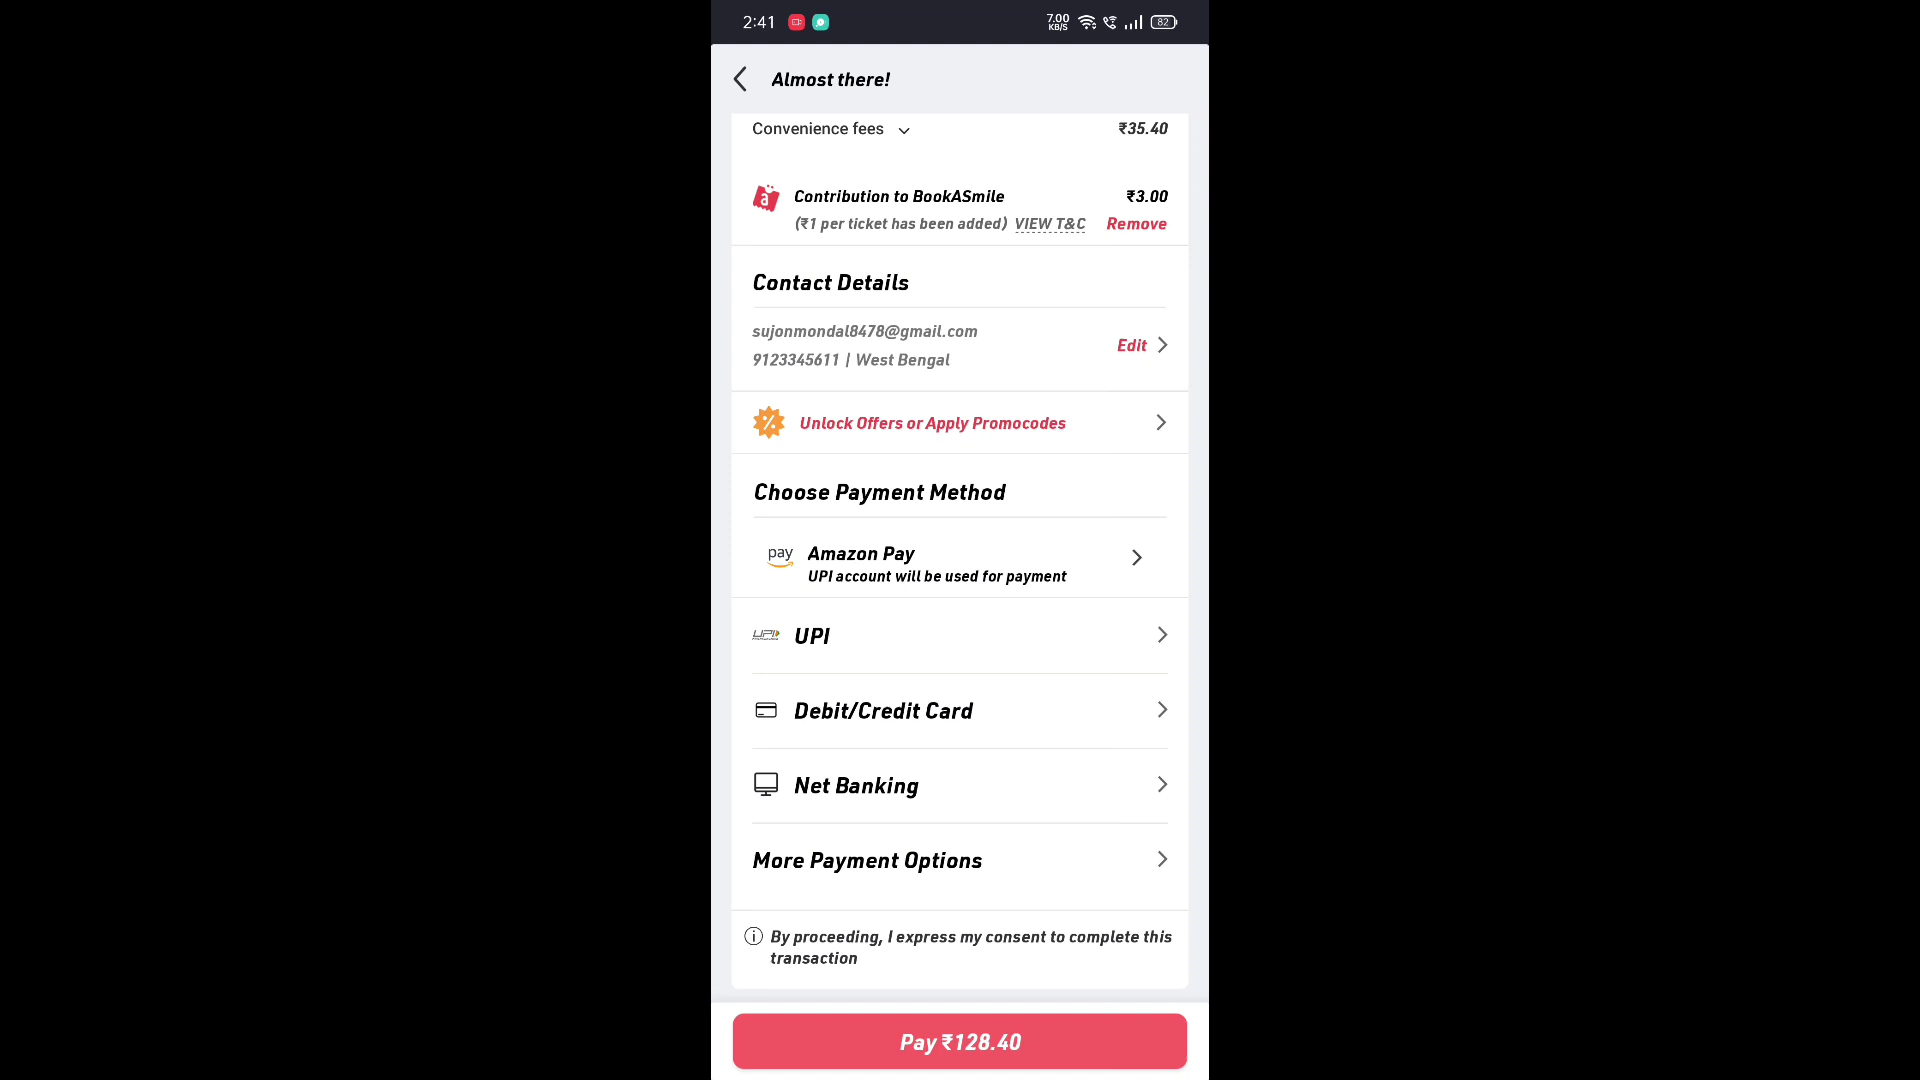 2:41
7.00
KB/S
82
Almost there!
Convenience fees ₹35.40
a
Contribution to BookASmile ₹3.00
(₹1 per ticket has been added) VIEW T&C Remove
Contact Details
sujonmondal8478@gmail.com
9123345611 | West Bengal
Edit
Unlock Offers or Apply Promocodes
Choose Payment Method
pay
Amazon Pay
UPI account will be used for payment
UPI UPI
Debit/Credit Card
Net Banking
More Payment Options
By proceeding, I express my consent to complete this
transaction
Pay ₹128.40